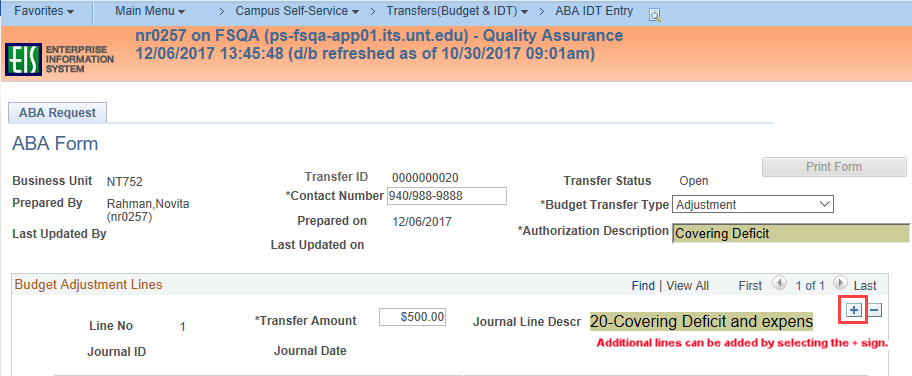 Favorites Main Menu Campus Self-Service Transfers(Budget & IDT) ABA IDT Entry
nr0257 on FSQA (ps-fsqa-app01.its.unt.edu) - Quality Assurance
12/06/2017 13:45:48 (d/b refreshed as of 10/30/2017 09:01am)
EIS ENTERPRISE
INFORMATION
SYSTEM
ABA Request
ABA Form
Print Form
Business Unit NT752 Transfer ID 0000000020 Transfer Status Open
*Contact Number 940/988-9888 *Budget Transfer Type Adjustment
Prepared By Rahman,Novita
(nr0257)
Prepared on 12/06/2017 *Authorization Description Covering Deficit
Last Updated By Last Updated on
Budget Adjustment Lines Find | View All First 1 of 1 Last
Line No 1 *Transfer Amount $500.00 Journal Line Descr 20-Covering Deficit and expens
+ −
Additional lines can be added by selecting the + sign.
Journal ID Journal Date